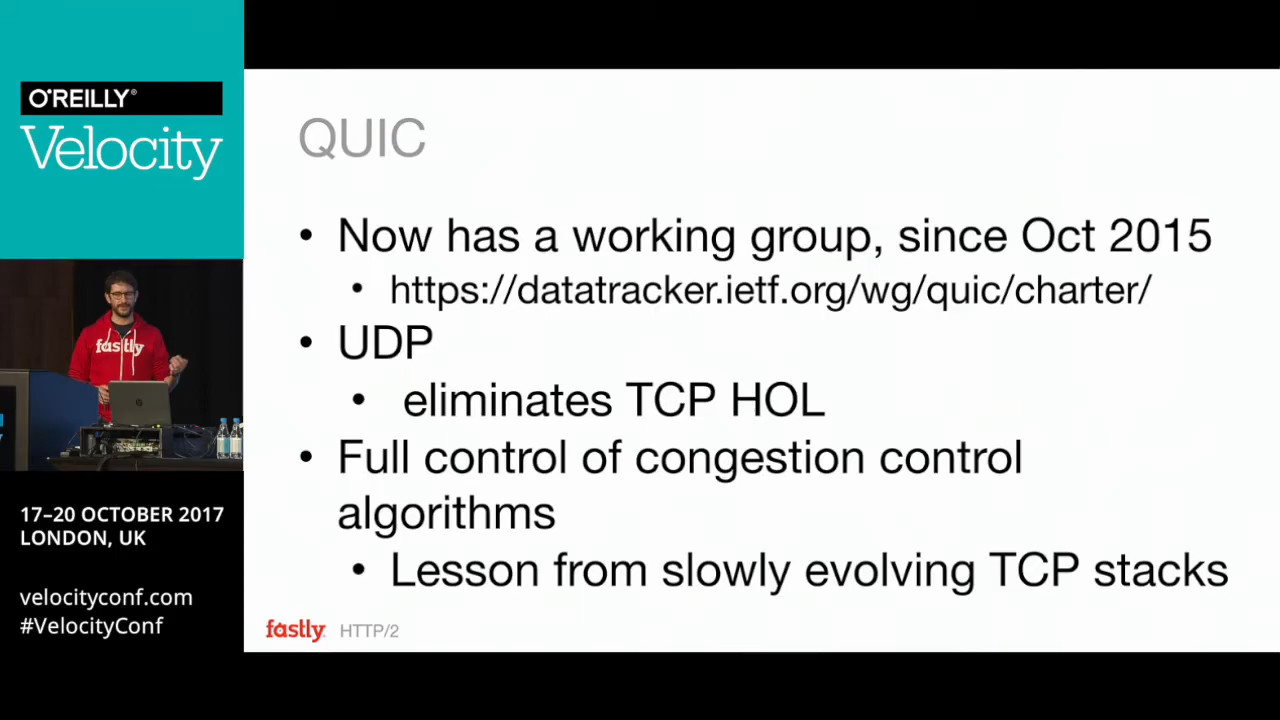 O'REILLY®
Velocity
QUIC
• Now has a working group, since Oct 2015
• https://datatracker.ietf.org/wg/quic/charter/
• UDP
• eliminates TCP HOL
• Full control of congestion control
algorithms
• Lesson from slowly evolving TCP stacks
fastly
17–20 OCTOBER 2017
LONDON, UK
velocityconf.com
#VelocityConf
fastly HTTP/2